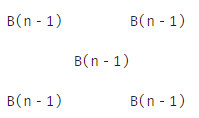 B(n - 1) B(n - 1)
B(n - 1)
B(n - 1) B(n - 1)